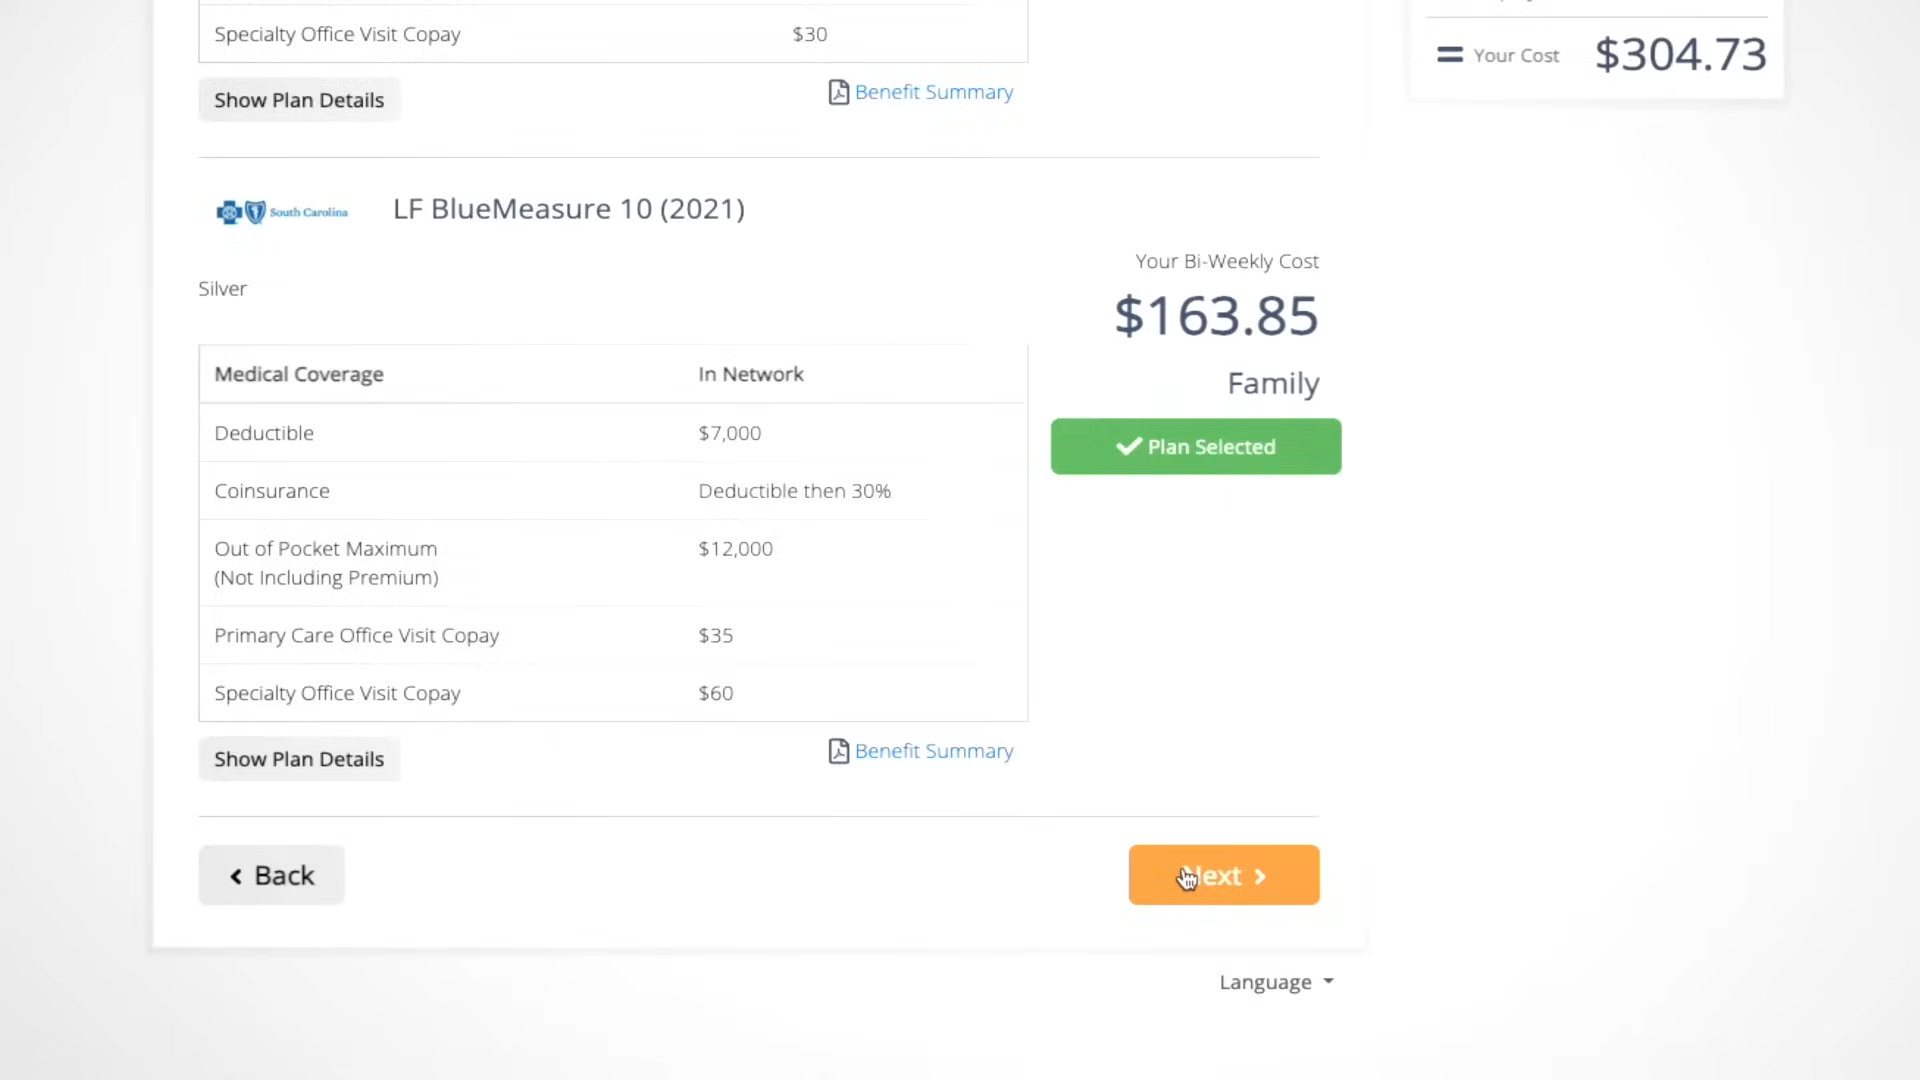 Specialty Office Visit Copay $30
= Your Cost $304.73
Show Plan Details
Benefit Summary
South Carolina
LF BlueMeasure 10 (2021)
Your Bi-Weekly Cost
Silver
$163.85
Family
Medical Coverage In Network
Deductible $7,000
Plan Selected
Coinsurance Deductible then 30%
Out of Pocket Maximum $12,000
(Not Including Premium)
Primary Care Office Visit Copay $35
Specialty Office Visit Copay $60
Show Plan Details
Benefit Summary
Back
Next
Language